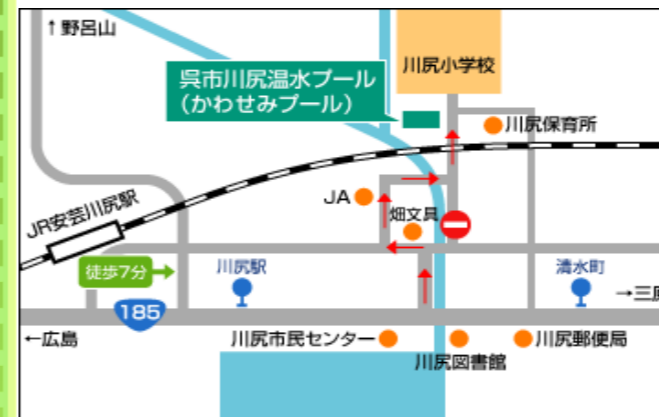 ↑野呂山
川尻小学校
呉市川尻温水プール
（かわせみプール）
川尻保育所
JA
畑文具
JR安芸川尻駅
徒歩7分
川尻駅
清水町
→三
185
←広島
川尻市民センター
川尻郵便局
川尻図書館